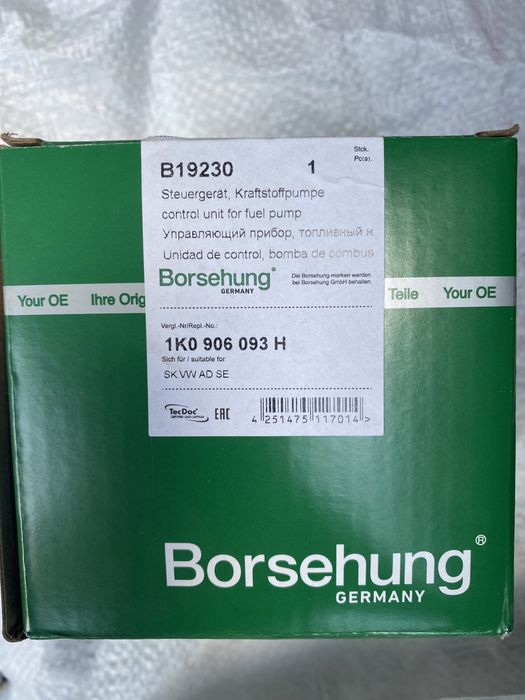 B19230 1 Stck. Pc(s).
Steuergerät, Kraftstoffpumpe
control unit for fuel pump
Управляющий прибор, топливный н
Unidad de control, bomba de combus
Borsehung®
GERMANY
Die Borsehung-marken werden
bei Borsehung GmbH behalten.
Your OE Ihre Orig Teile Your OE
Vergl.-Nr/Repl.-No.:
1K0 906 093 H
Sich für / suitable for
SK VW AD SE
TecDoc
CERTIFIED DATA SUPPLIER
EAC
4 251475 117014 >
Borsehung®
GERMANY